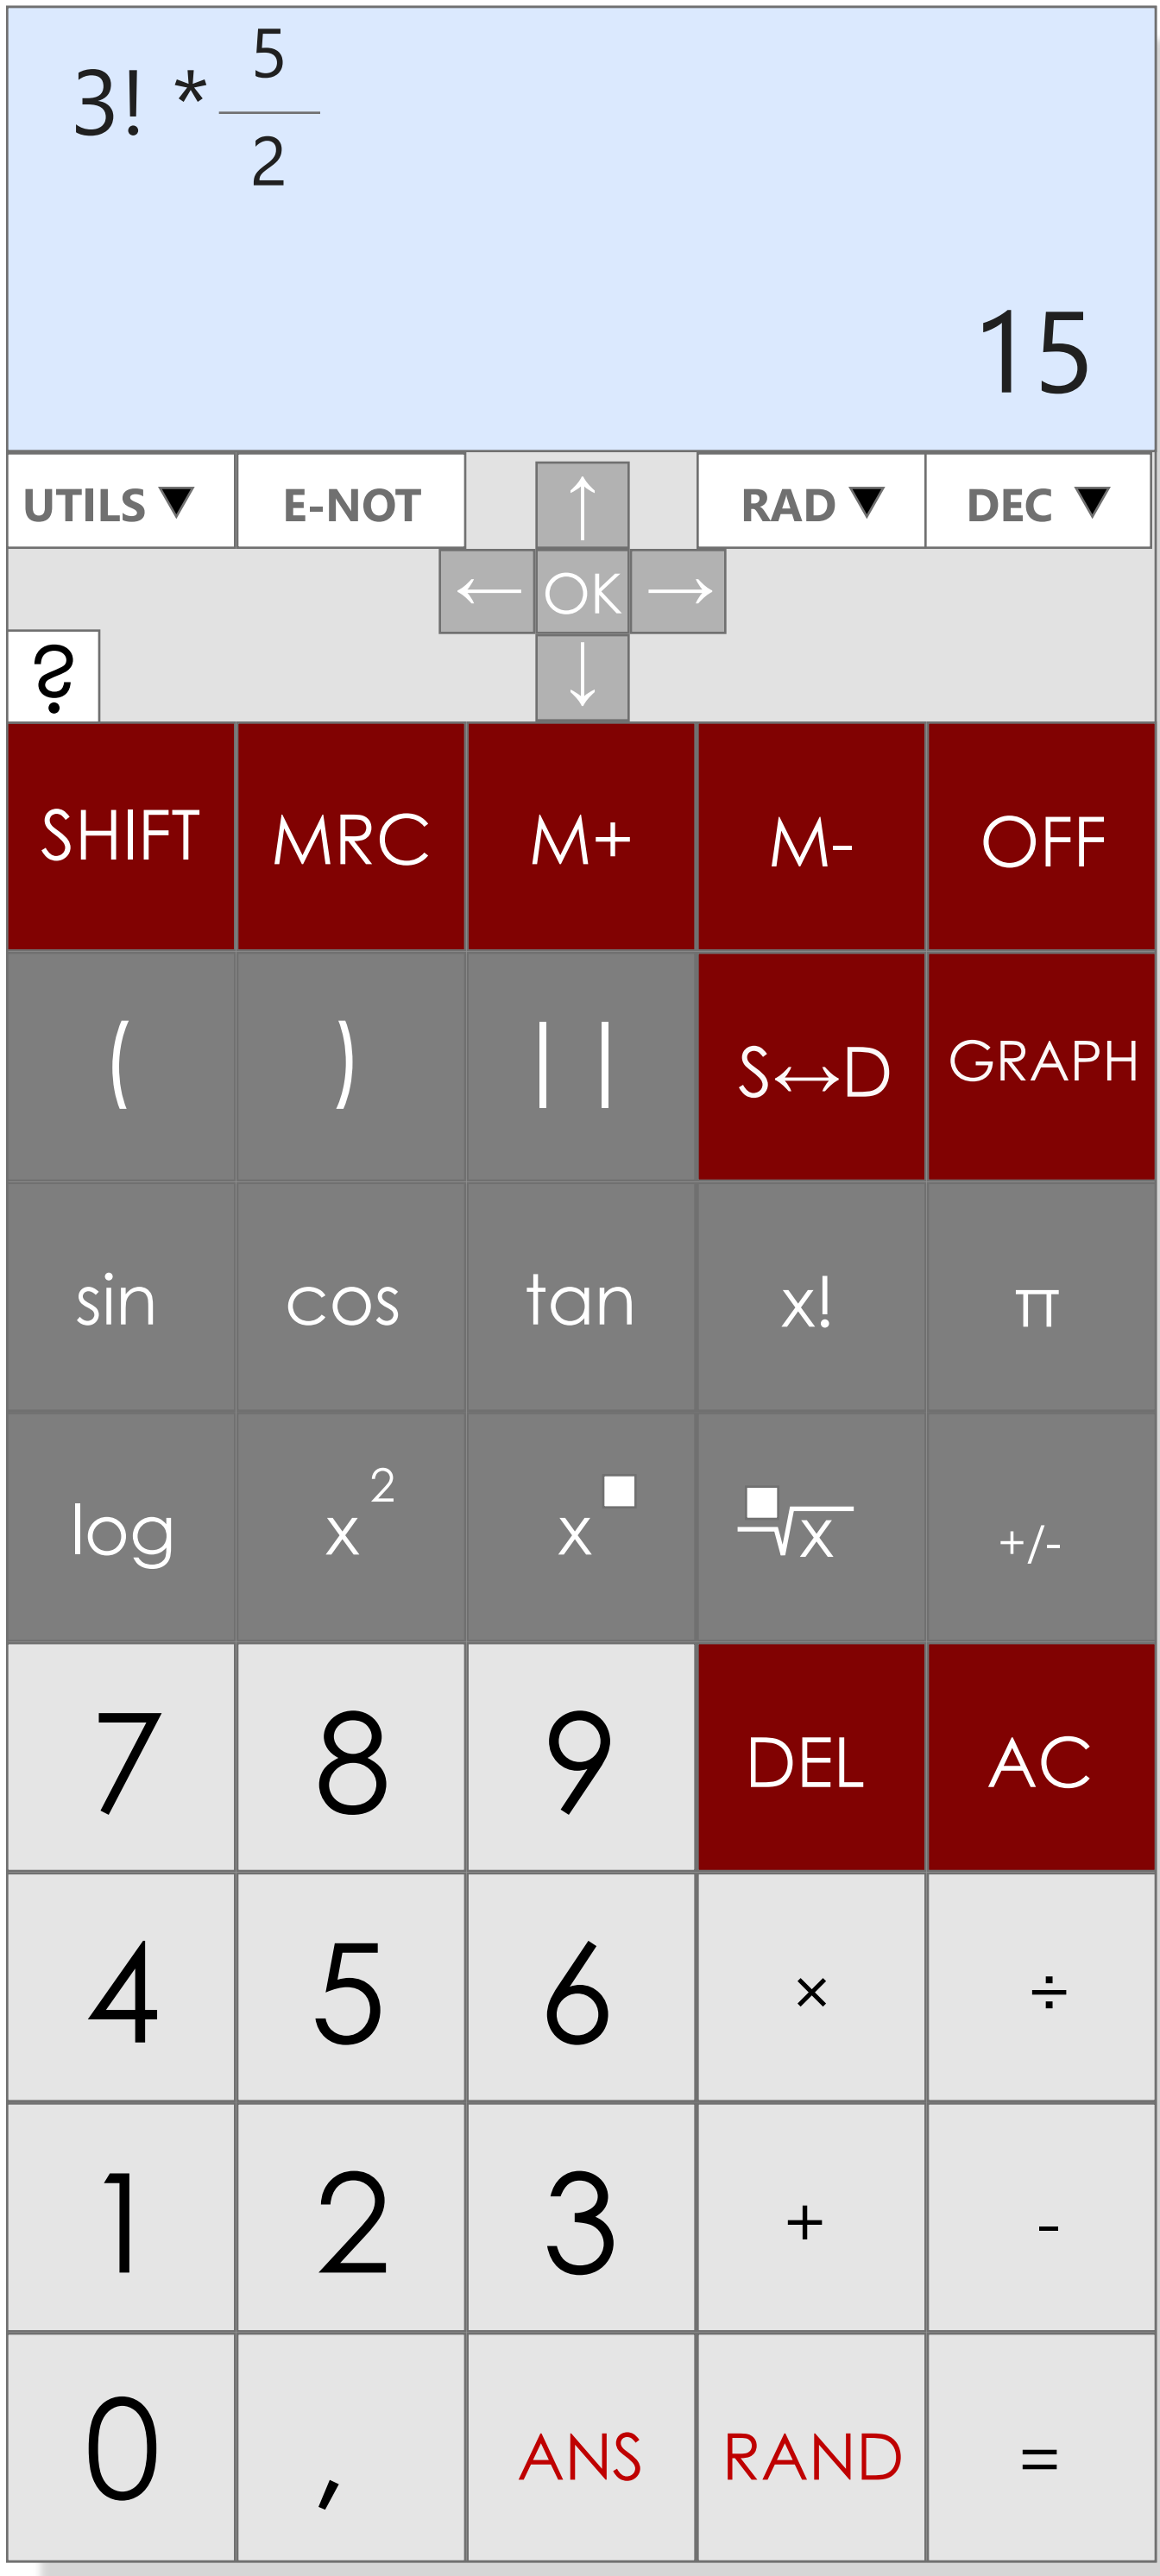 3! * 5/2
15
UTILS ▼ E-NOT ↑ RAD ▼ DEC ▼
← OK →
? ↓
SHIFT MRC M+ M- OFF
( ) | | S↔D GRAPH
sin cos tan x! π
log x² x^□ □√x +/-
7 8 9 DEL AC
4 5 6 × ÷
1 2 3 + -
0 , ANS RAND =